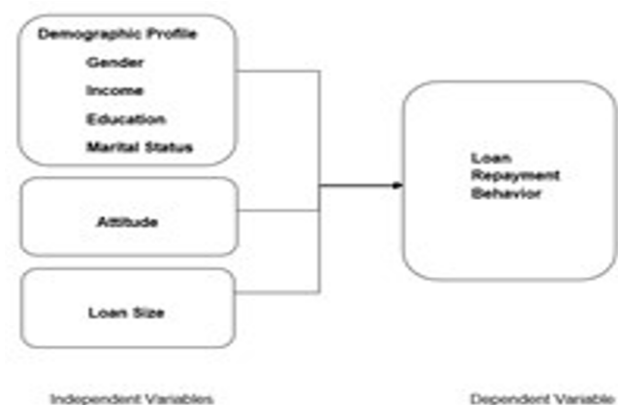 Demographic Profile
Gender
Income
Education
Marital Status
Attitude
Loan Size
Loan
Repayment
Behavior
Independent Variables
Dependent Variable